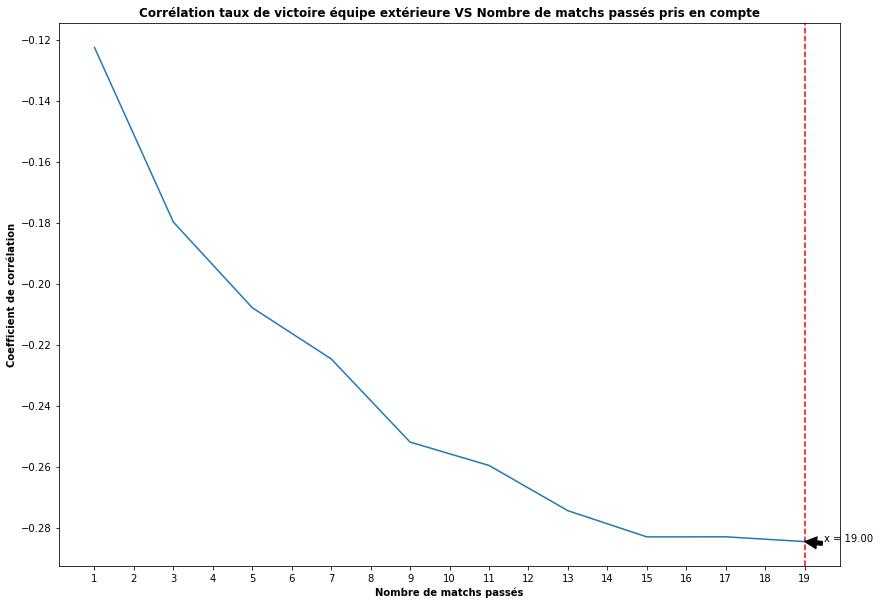 Corrélation taux de victoire équipe extérieure VS Nombre de matchs passés pris en compte
−0.12
−0.14
−0.16
−0.18
−0.20
−0.22
−0.24
−0.26
−0.28
Coefficient de corrélation
x = 19.00
1 2 3 4 5 6 7 8 9 10 11 12 13 14 15 16 17 18 19
Nombre de matchs passés